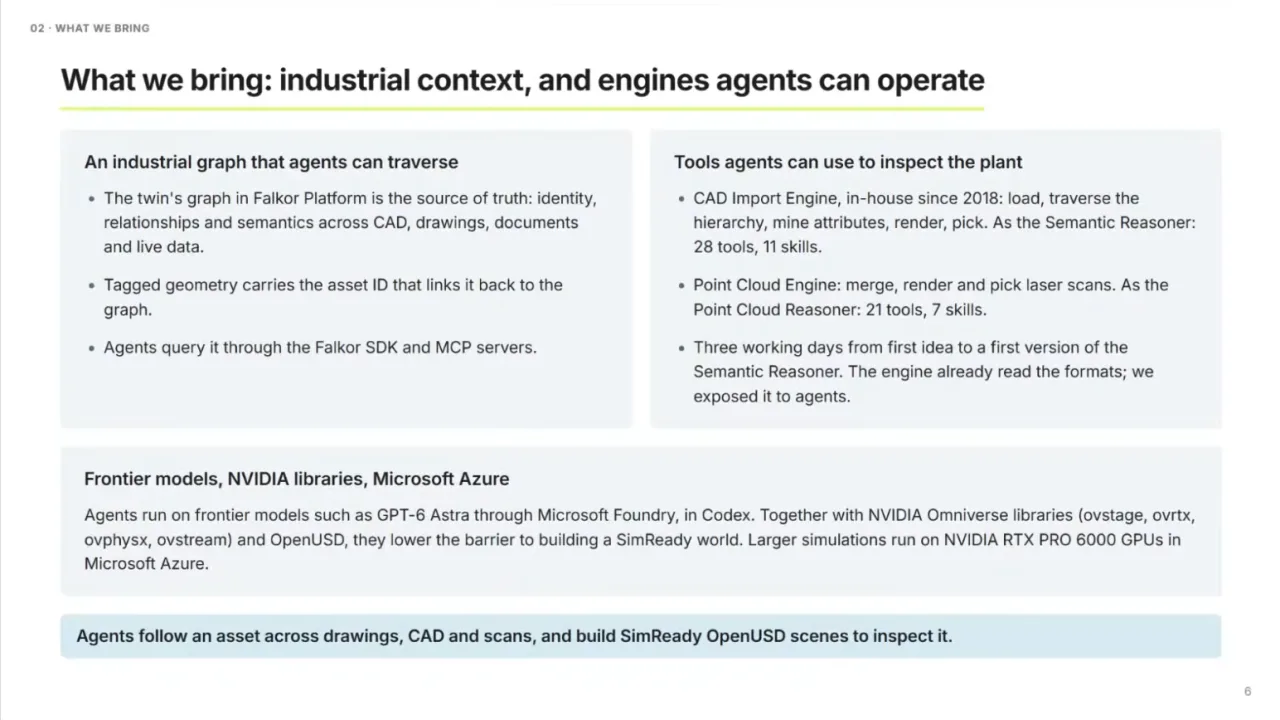 02 · WHAT WE BRING
What we bring: industrial context, and engines agents can operate
An industrial graph that agents can traverse
• The twin's graph in Falkor Platform is the source of truth: identity,
relationships and semantics across CAD, drawings, documents
and live data.
• Tagged geometry carries the asset ID that links it back to the
graph.
• Agents query it through the Falkor SDK and MCP servers.
Tools agents can use to inspect the plant
• CAD Import Engine, in-house since 2018: load, traverse the
hierarchy, mine attributes, render, pick. As the Semantic Reasoner:
28 tools, 11 skills.
• Point Cloud Engine: merge, render and pick laser scans. As the
Point Cloud Reasoner: 21 tools, 7 skills.
• Three working days from first idea to a first version of the
Semantic Reasoner. The engine already read the formats; we
exposed it to agents.
Frontier models, NVIDIA libraries, Microsoft Azure
Agents run on frontier models such as GPT-6 Astra through Microsoft Foundry, in Codex. Together with NVIDIA Omniverse libraries (ovstage, ovrtx,
ovphysx, ovstream) and OpenUSD, they lower the barrier to building a SimReady world. Larger simulations run on NVIDIA RTX PRO 6000 GPUs in
Microsoft Azure.
Agents follow an asset across drawings, CAD and scans, and build SimReady OpenUSD scenes to inspect it.
6